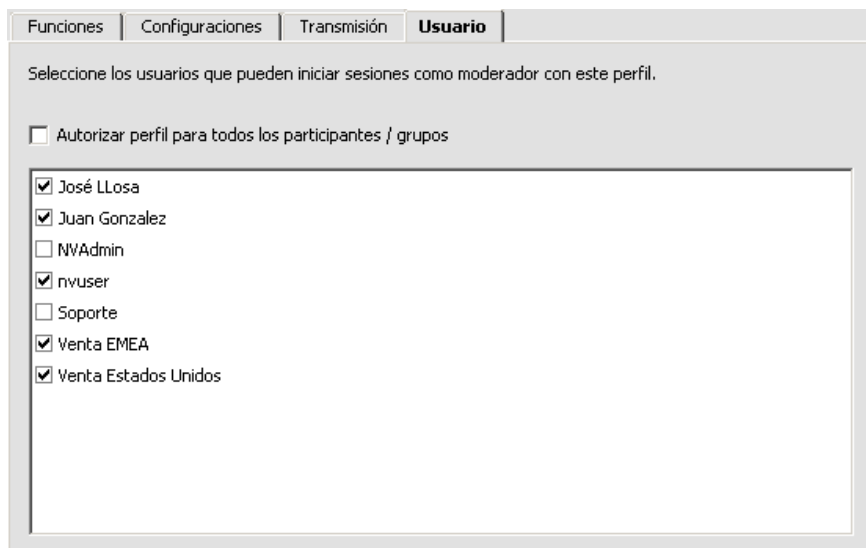 Funciones Configuraciones Transmisión Usuario
Seleccione los usuarios que pueden iniciar sesiones como moderador con este perfil.
Autorizar perfil para todos los participantes / grupos
José LLosa
Juan Gonzalez
NVAdmin
nvuser
Soporte
Venta EMEA
Venta Estados Unidos